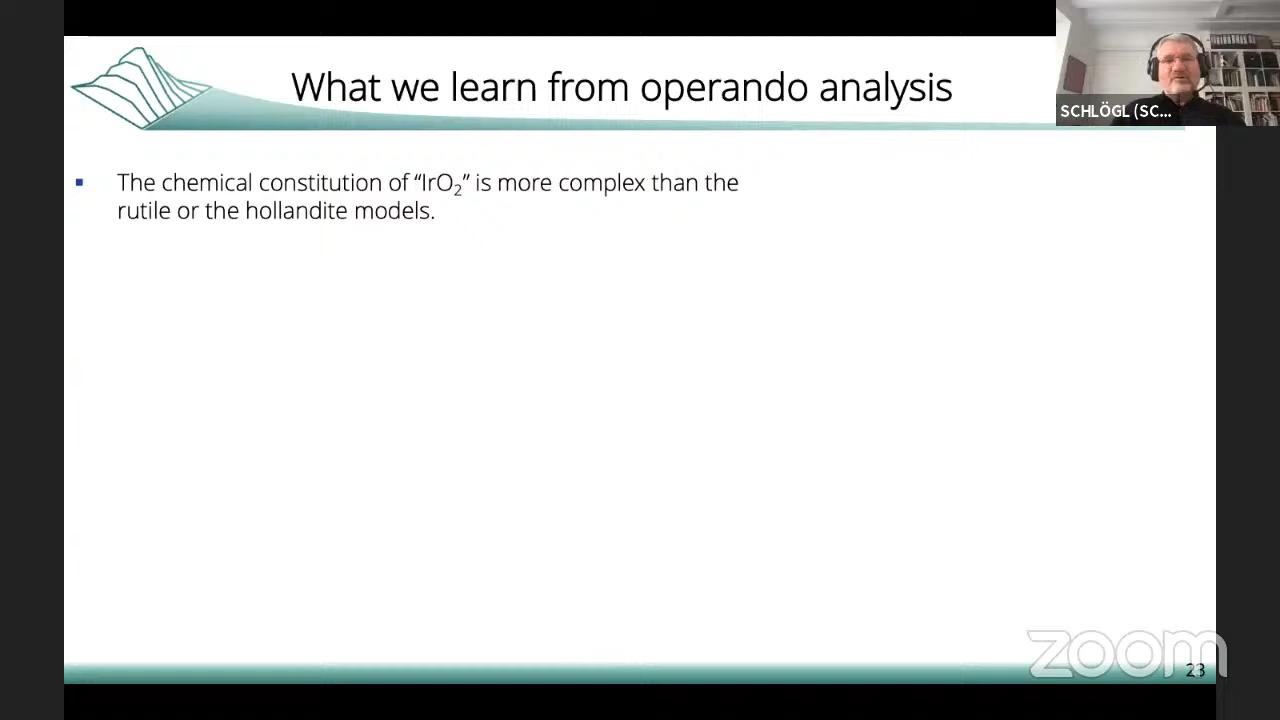 What we learn from operando analysis
SCHLÖGL (SC...
▪ The chemical constitution of “IrO₂” is more complex than the
rutile or the hollandite models.
zoom
23